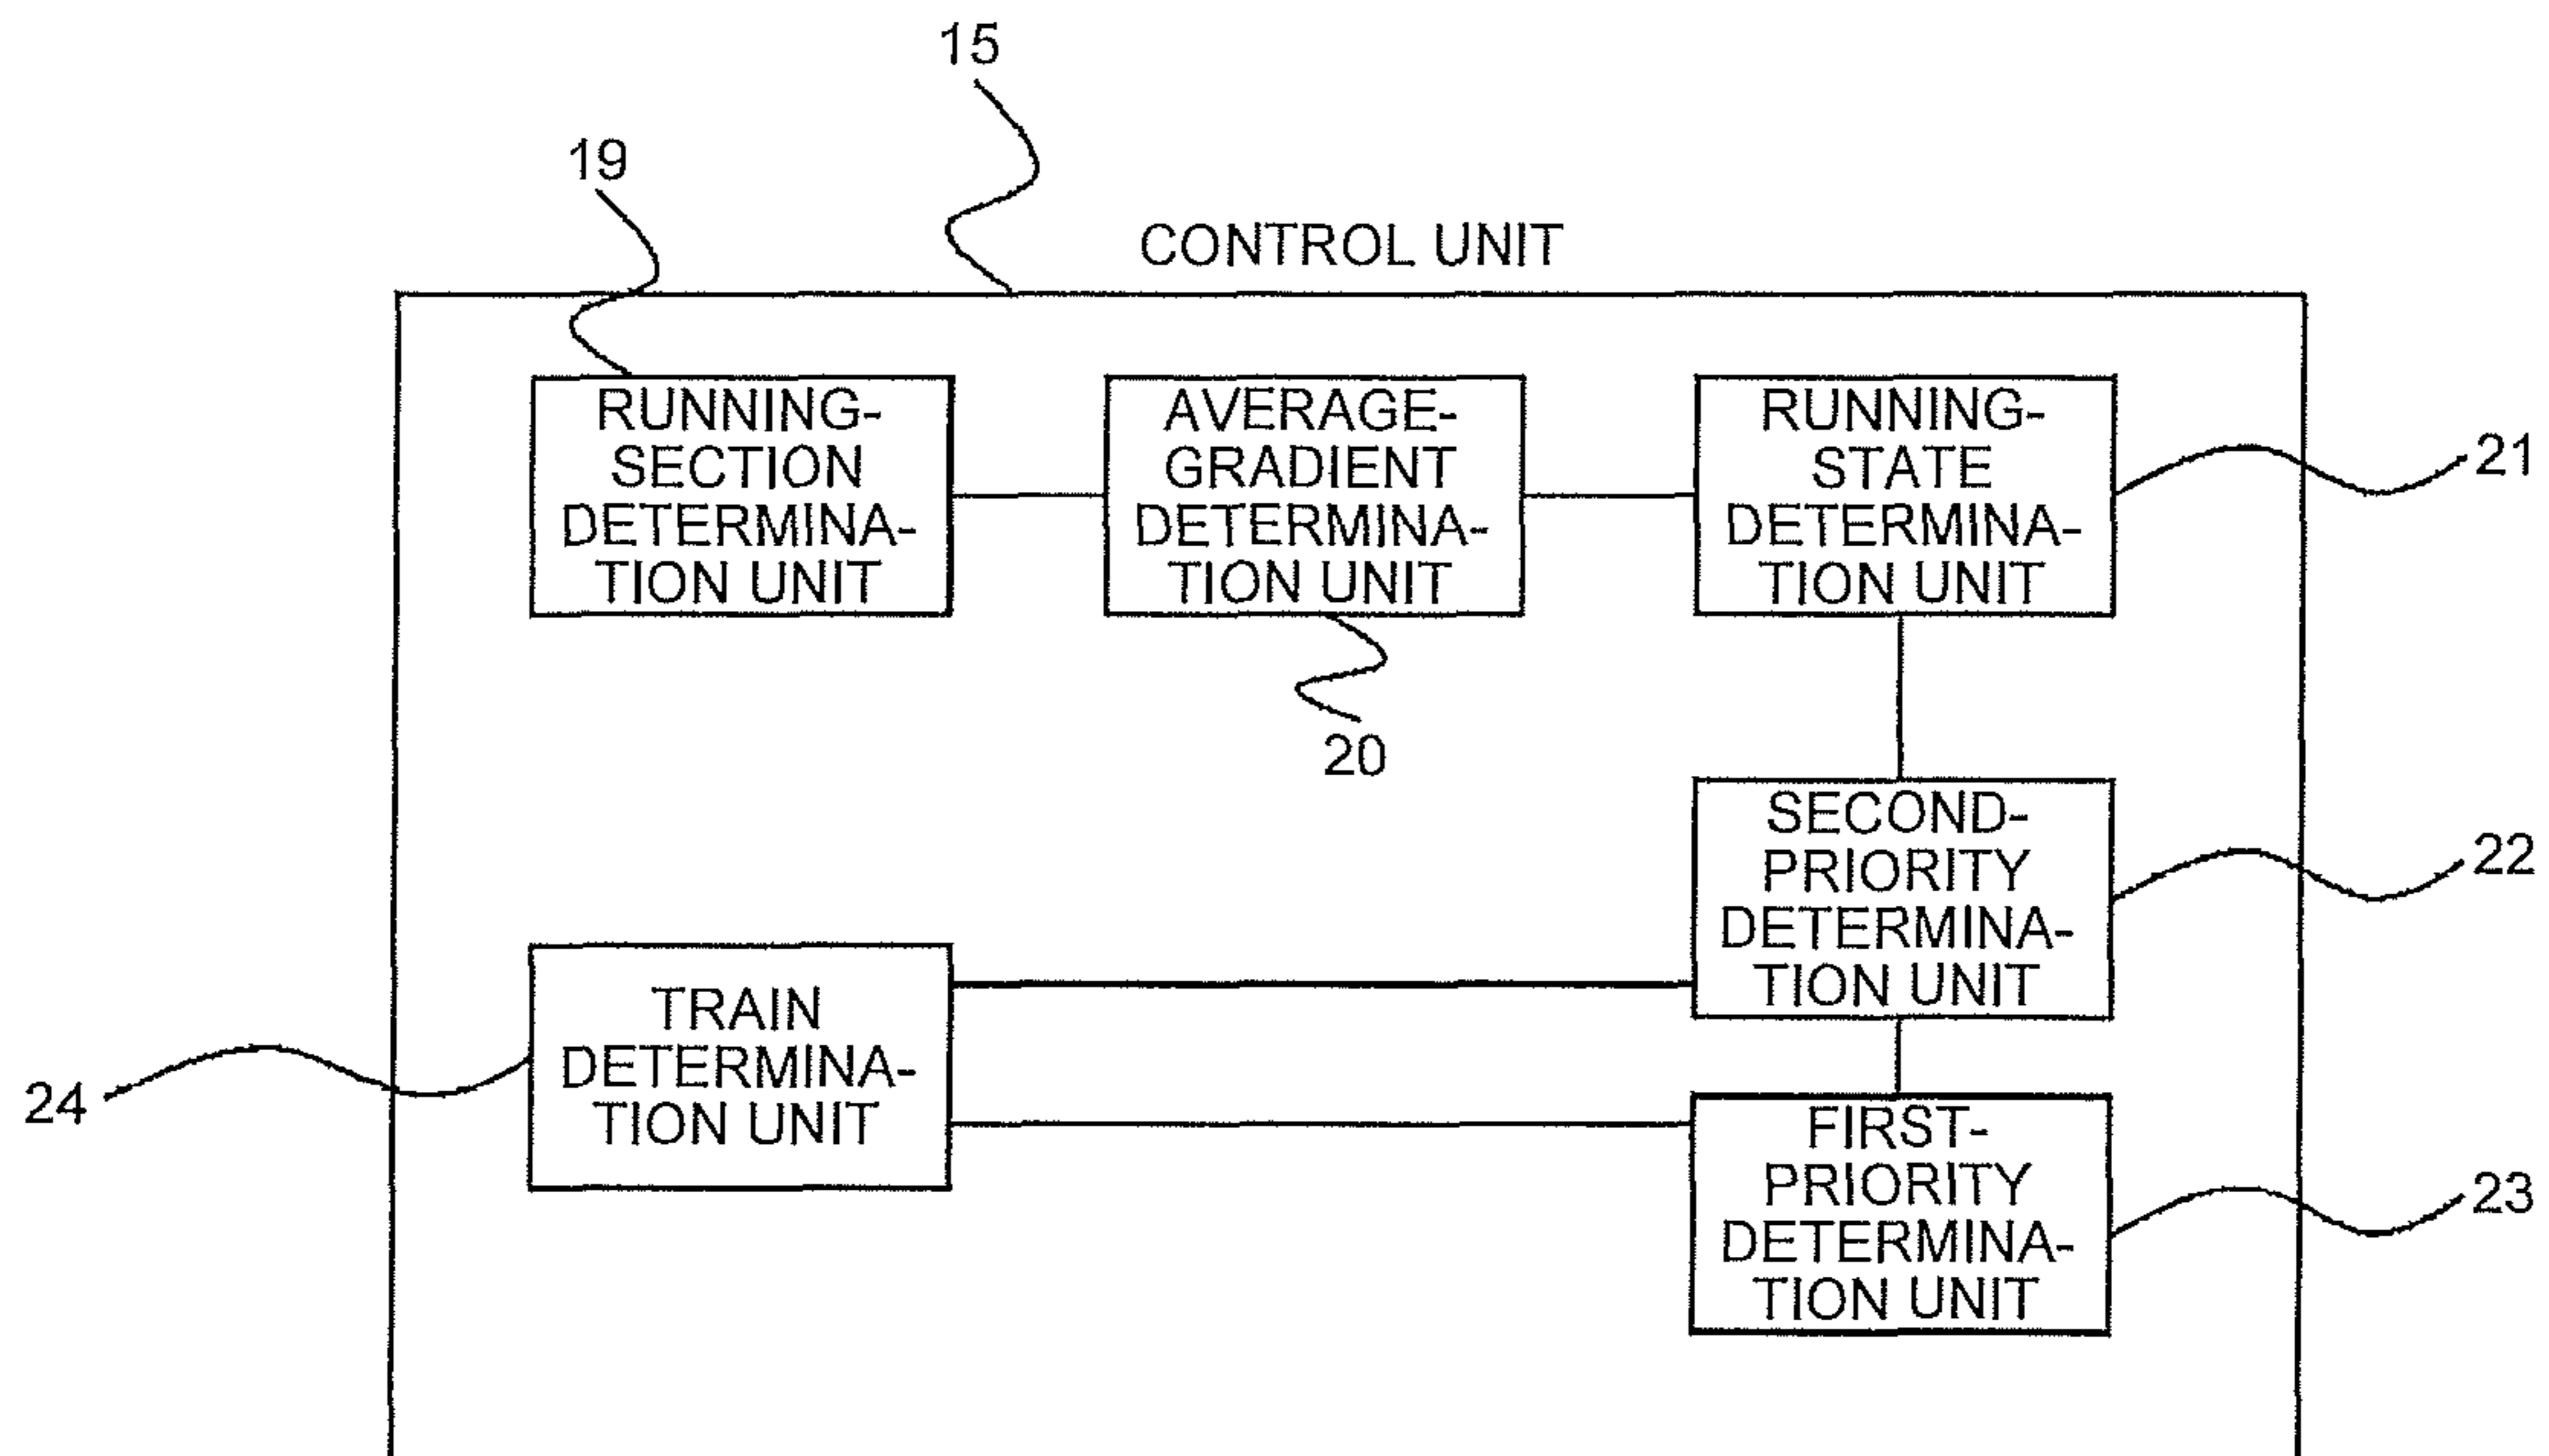 15
19
CONTROL UNIT
RUNNING-
SECTION
DETERMINA-
TION UNIT
AVERAGE-
GRADIENT
DETERMINA-
TION UNIT
RUNNING-
STATE
DETERMINA-
TION UNIT
21
20
SECOND-
PRIORITY
DETERMINA-
TION UNIT
22
TRAIN
DETERMINA-
TION UNIT
24
FIRST-
PRIORITY
DETERMINA-
TION UNIT
23